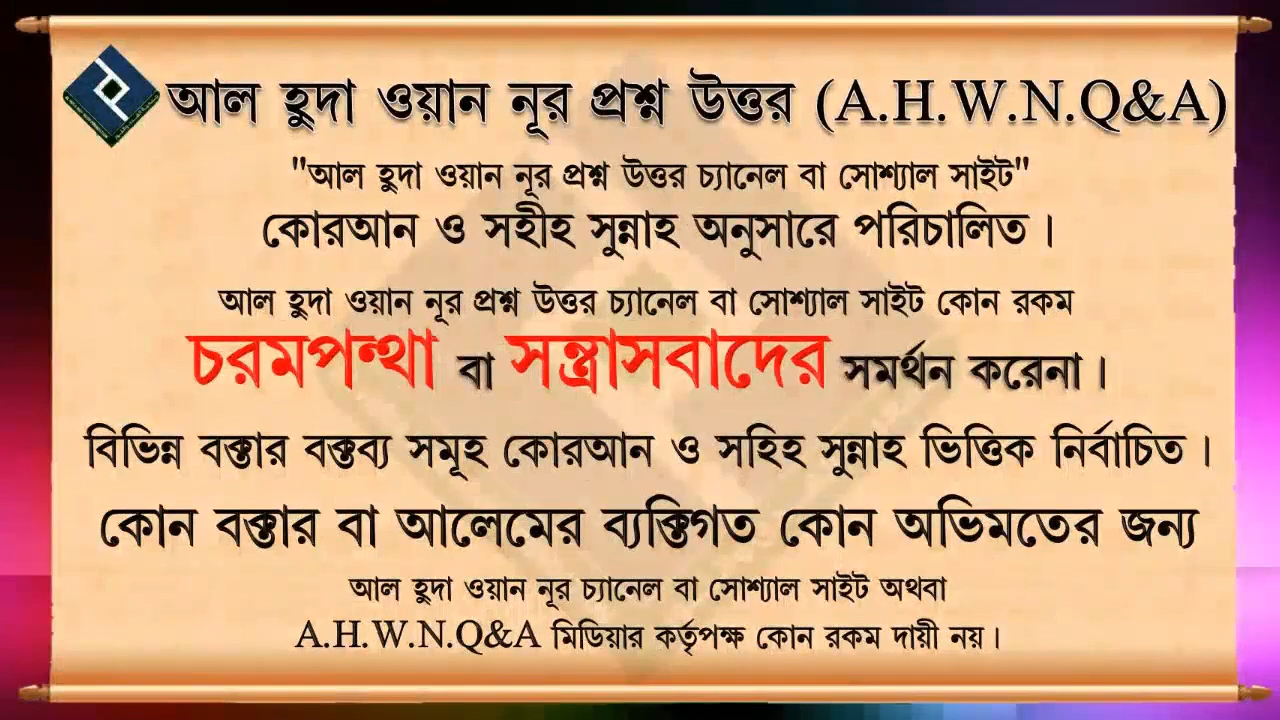 আল হুদা ওয়ান নূর প্রশ্ন উত্তর (A.H.W.N.Q&A)
"আল হুদা ওয়ান নূর প্রশ্ন উত্তর চ্যানেল বা সোশ্যাল সাইট"
কোরআন ও সহীহ সুন্নাহ অনুসারে পরিচালিত।
আল হুদা ওয়ান নূর প্রশ্ন উত্তর চ্যানেল বা সোশ্যাল সাইট কোন রকম
চরমপন্থা বা সন্ত্রাসবাদের সমর্থন করেনা।
বিভিন্ন বক্তার বক্তব্য সমূহ কোরআন ও সহিহ সুন্নাহ ভিত্তিক নির্বাচিত।
কোন বক্তার বা আলেমের ব্যক্তিগত কোন অভিমতের জন্য
আল হুদা ওয়ান নূর চ্যানেল বা সোশ্যাল সাইট অথবা
A.H.W.N.Q&A মিডিয়ার কর্তৃপক্ষ কোন রকম দায়ী নয়।